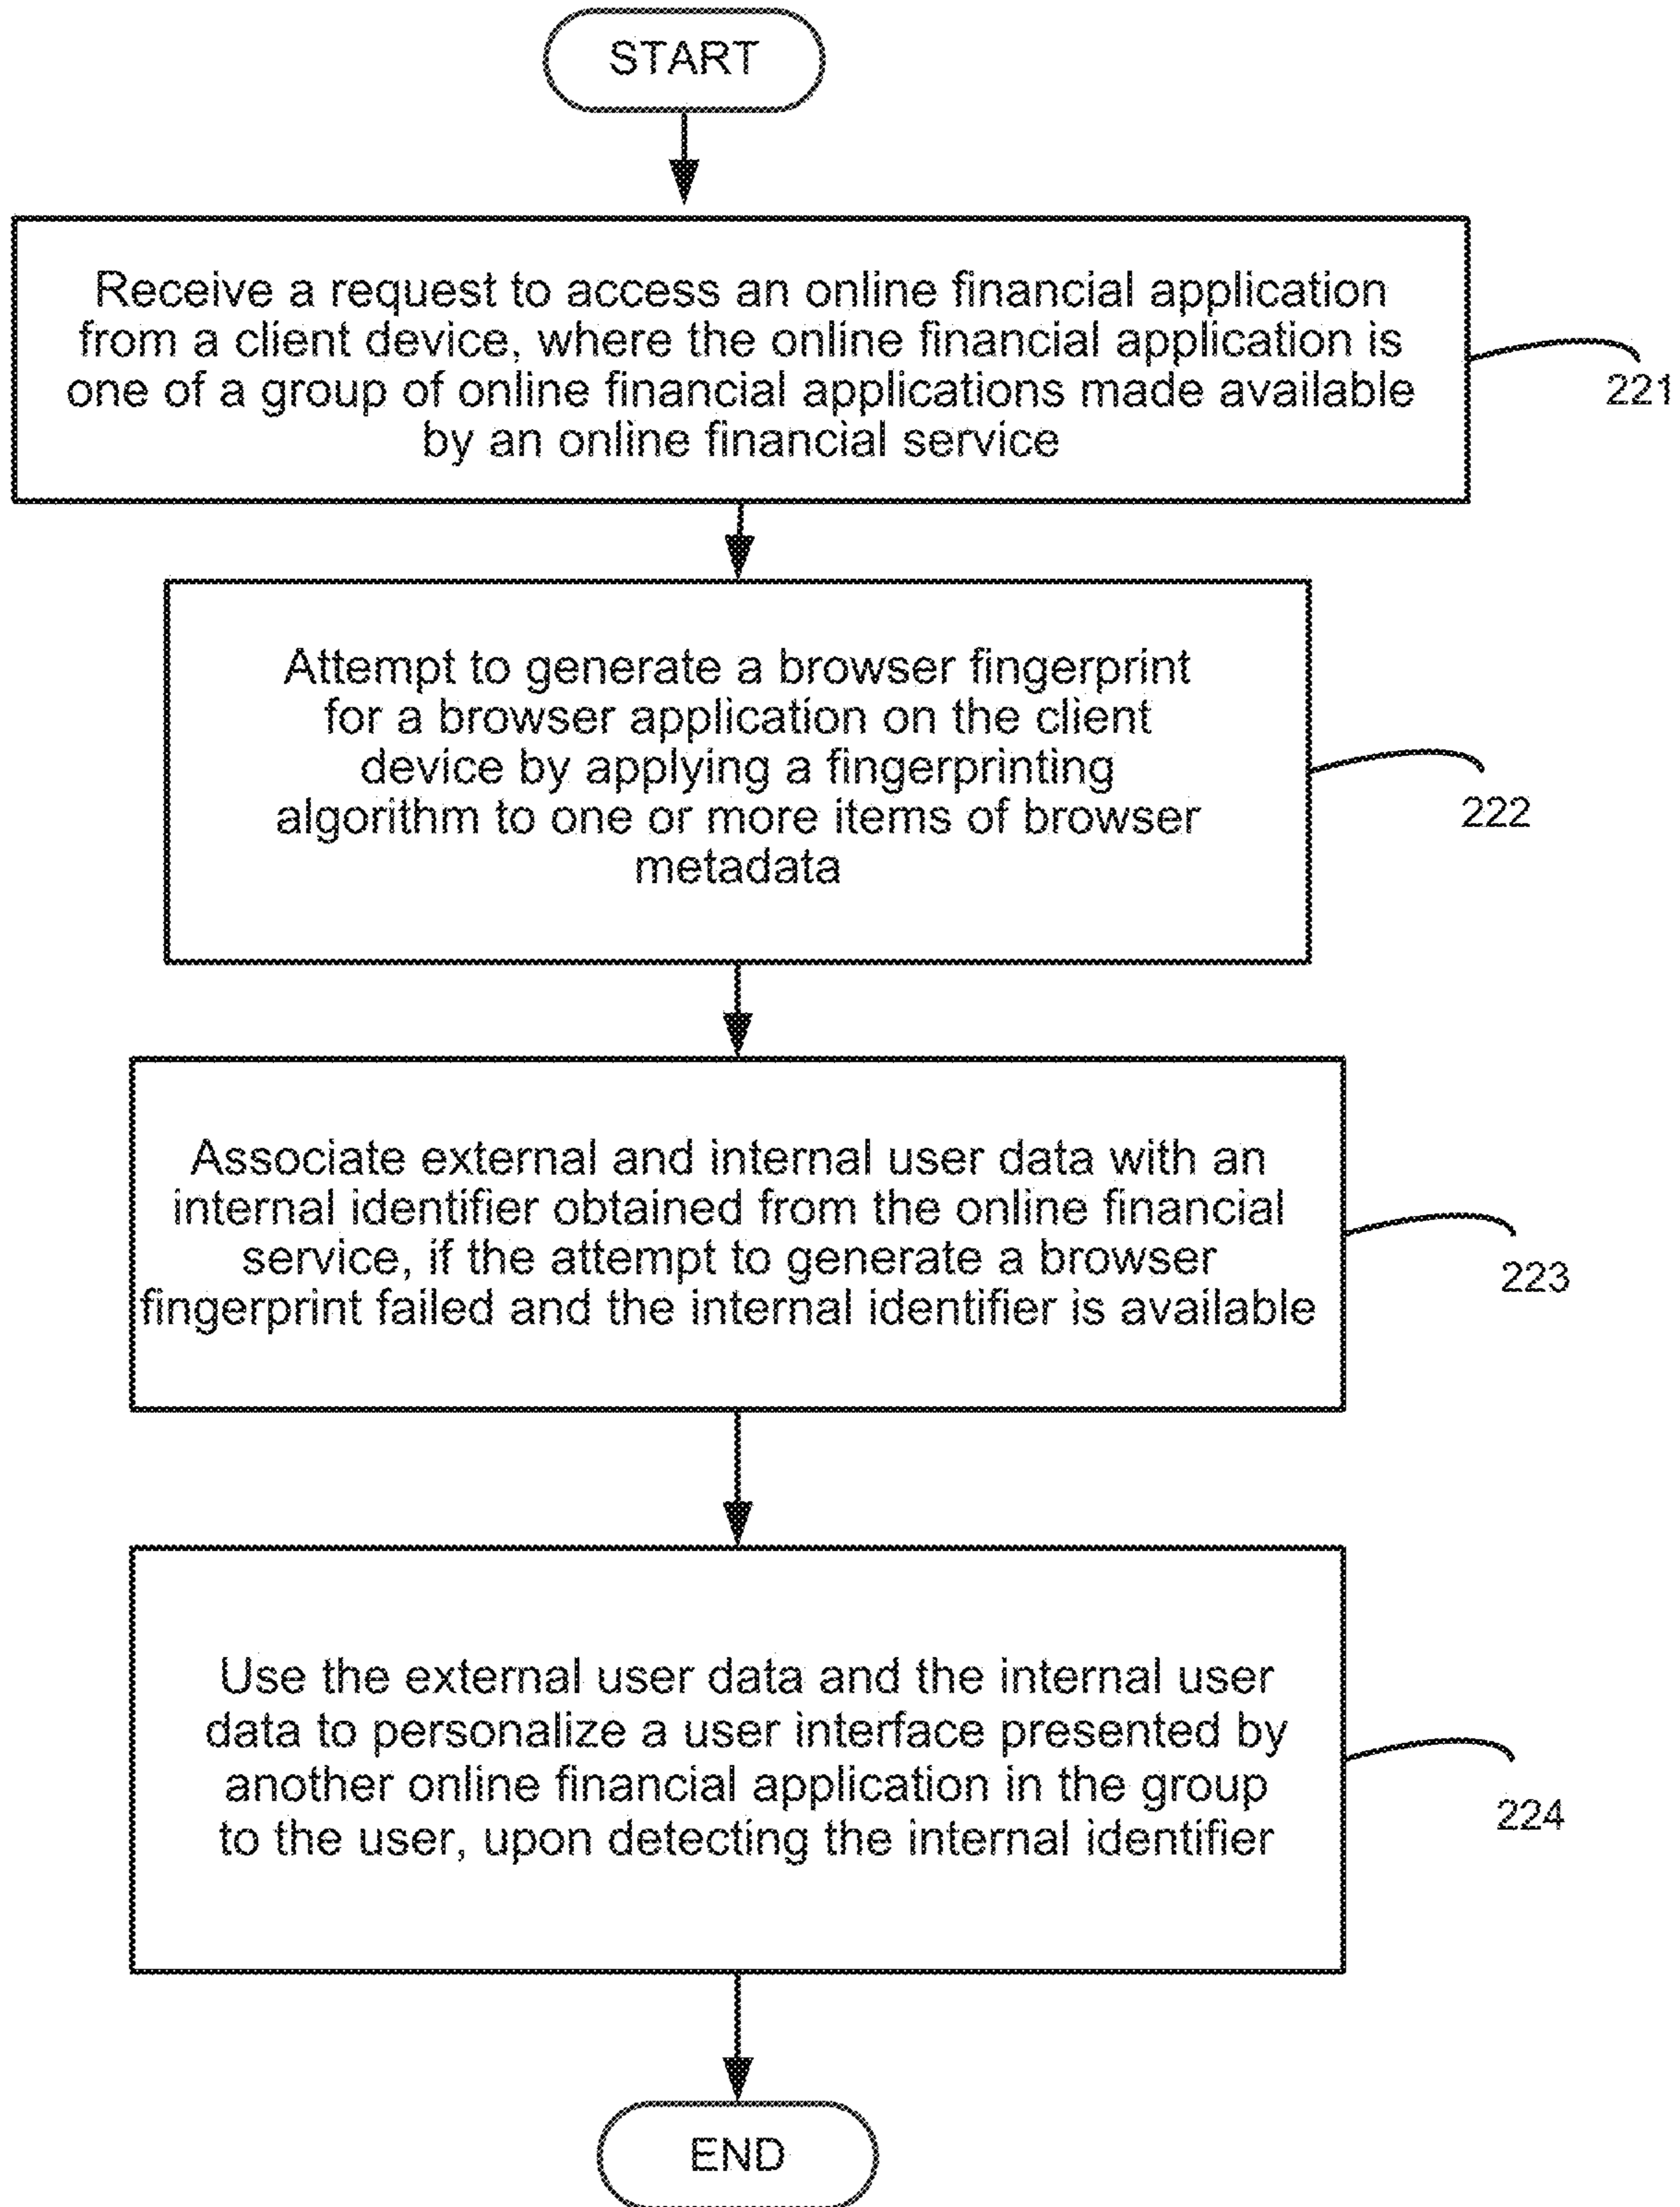 START
Receive a request to access an online financial application
from a client device, where the online financial application is
one of a group of online financial applications made available
by an online financial service
221
Attempt to generate a browser fingerprint
for a browser application on the client
device by applying a fingerprinting
algorithm to one or more items of browser
metadata
222
Associate external and internal user data with an
internal identifier obtained from the online financial
service, if the attempt to generate a browser
fingerprint failed and the internal identifier is available
223
Use the external user data and the internal user
data to personalize a user interface presented by
another online financial application in the group
to the user, upon detecting the internal identifier
224
END